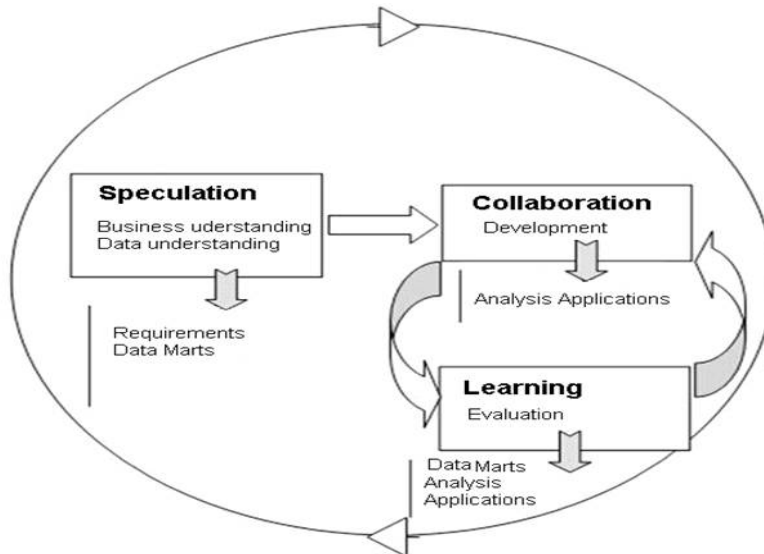 Speculation
Business uderstanding
Data understanding
Requirements
Data Marts
Collaboration
Development
Analysis Applications
Learning
Evaluation
Data Marts
Analysis
Applications